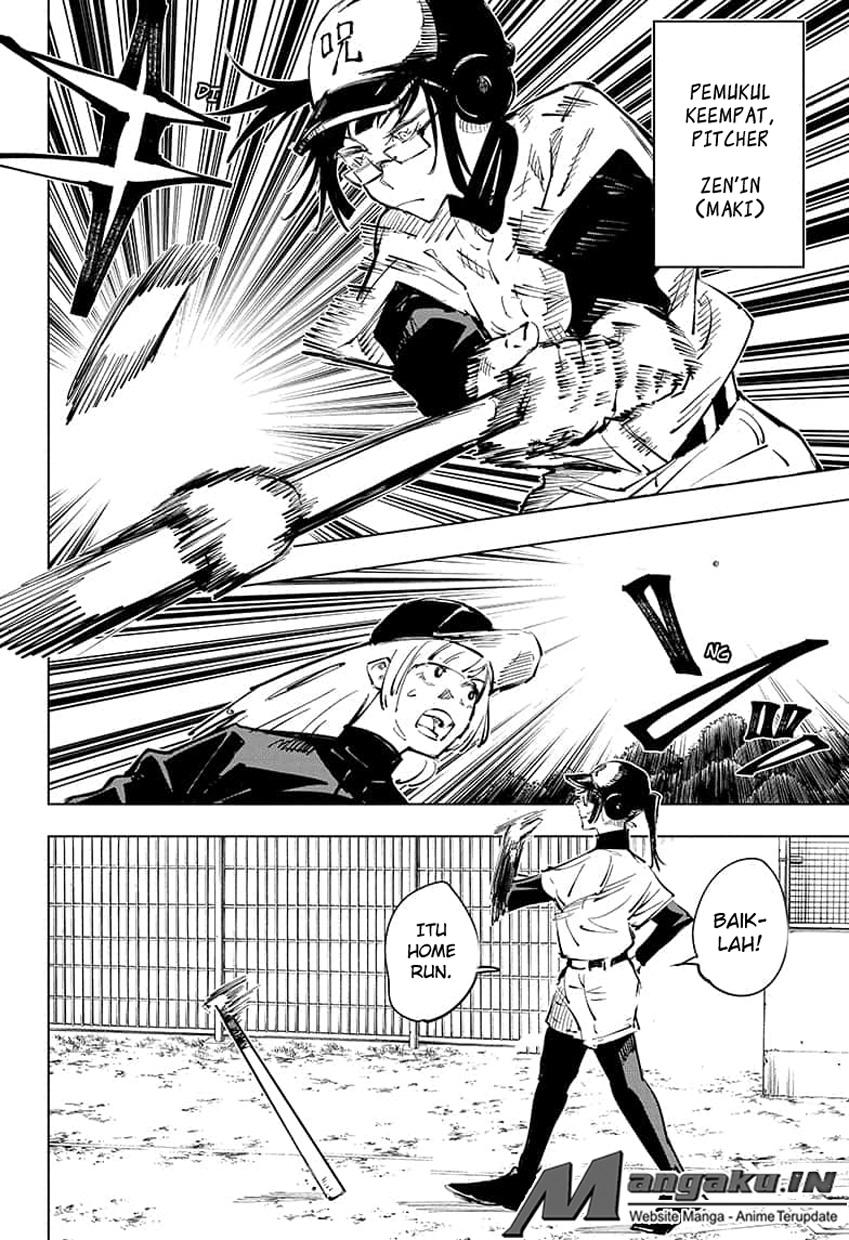 PEMUKUL
KEEMPAT,
PITCHER
ZEN'IN
(MAKI)
呪
DI
NG
BAIK-
LAH!
ITU
HOME
RUN.
Mangaku.IN
Website Manga - Anime Terupdate